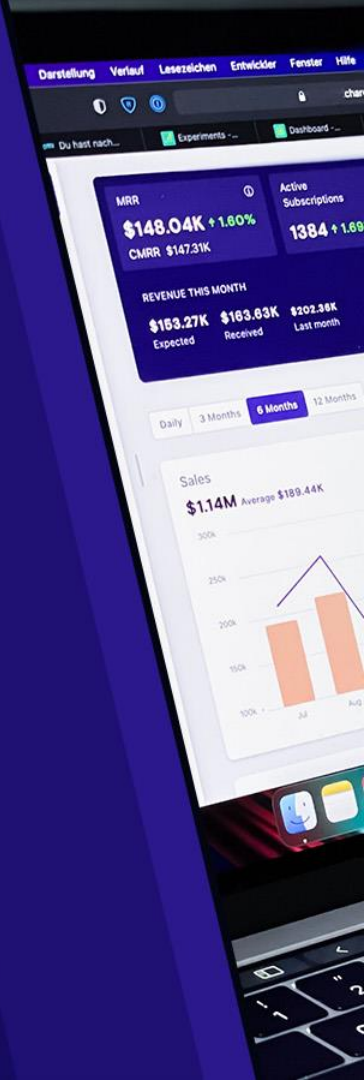 Darstellung Verlauf Lesezeichen Entwickler Fenster Hilfe
Du hast nach... Experiments - ... Dashboard - ...
MRR
$148.04K ↑ 1.60%
CMRR $147.31K
Active
Subscriptions
1384 ↑ 1.69
REVENUE THIS MONTH
$153.27K $163.63K $202.36K
Expected Received Last month
Daily 3 Months 6 Months 12 Months
Sales
$1.14M Average $189.44K
300k
250k
200k
150k
100k
Jul Aug